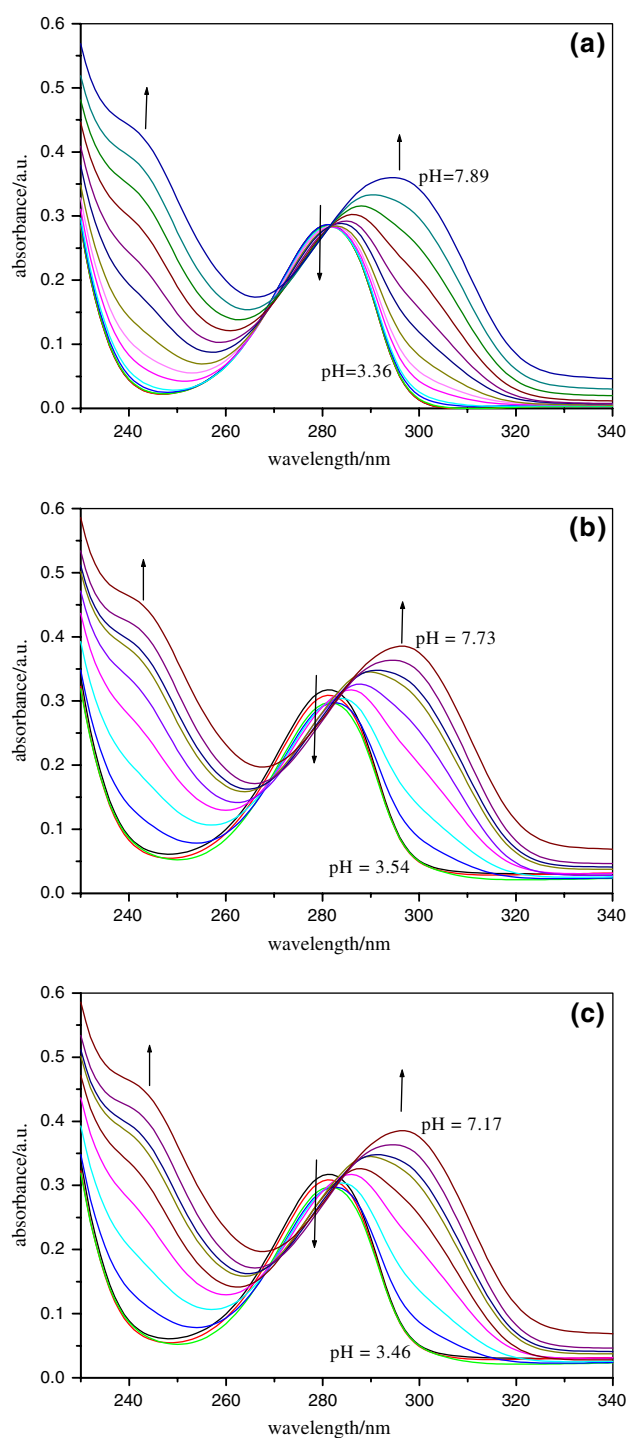 (a)
0.6
0.5
0.4
0.3
0.2
0.1
0.0
absorbance/a.u.
pH=7.89
pH=3.36
240 260 280 300 320 340
wavelength/nm
(b)
0.6
0.5
0.4
0.3
0.2
0.1
0.0
absorbance/a.u.
pH = 7.73
pH = 3.54
240 260 280 300 320 340
wavelength/nm
(c)
0.6
0.5
0.4
0.3
0.2
0.1
0.0
absorbance/a.u.
pH = 7.17
pH = 3.46
240 260 280 300 320 340
wavelength/nm